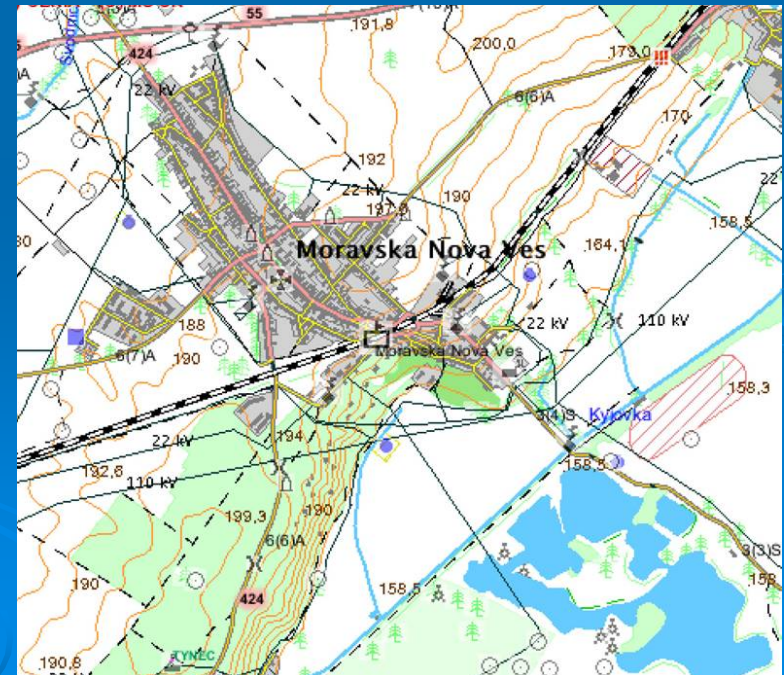 55
191,8
200,0
179,0
424
22 kV
6(6)A
170
192
22 kV
190
22
158,5
Moravska Nova Ves
164,1
188
22 kV
110 kV
6(7)A
190
Moravska Nova Ves
158,3
3(4)S
Kyjovka
194
22 kV
192,6
110 kV
158,5
199,3
190
6(6)A
3(3)S
190
158,5
158
424
TYNEC
190,8